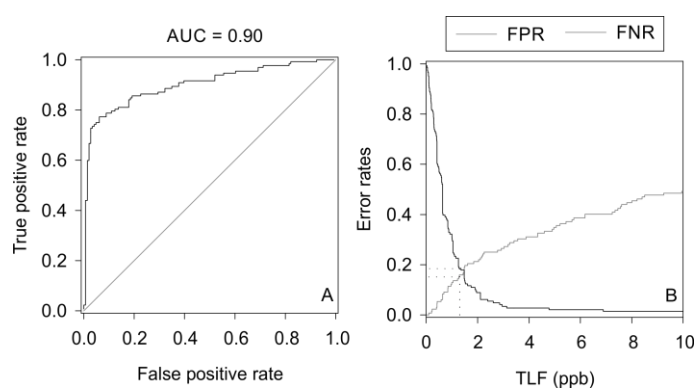 AUC = 0.90
True positive rate
1.0
0.8
0.6
0.4
0.2
0.0
A
0.0 0.2 0.4 0.6 0.8 1.0
False positive rate
FPR FNR
Error rates
1.0
0.8
0.6
0.4
0.2
0.0
B
0 2 4 6 8 10
TLF (ppb)